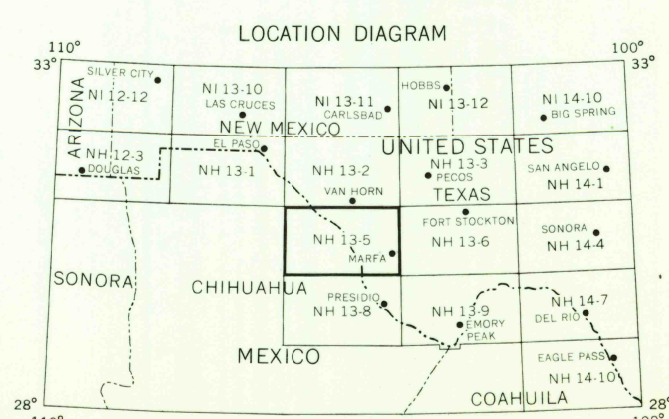 LOCATION DIAGRAM
110°
100°
33°
33°
SILVER CITY
NI 12-12
NI 13-10
LAS CRUCES
NI 13-11
CARLSBAD
HOBBS
NI 13-12
NI 14-10
BIG SPRING
ARIZONA
NEW MEXICO
UNITED STATES
NH 12-3
DOUGLAS
EL PASO
NH 13-1
NH 13-2
VAN HORN
NH 13-3
PECOS
TEXAS
SAN ANGELO
NH 14-1
NH 13-5
MARFA
FORT STOCKTON
NH 13-6
SONORA
NH 14-4
SONORA
CHIHUAHUA
PRESIDIO
NH 13-8
NH 13-9
EMORY
PEAK
NH 14-7
DEL RIO
MEXICO
EAGLE PASS
NH 14-10
COAHUILA
28°
28°